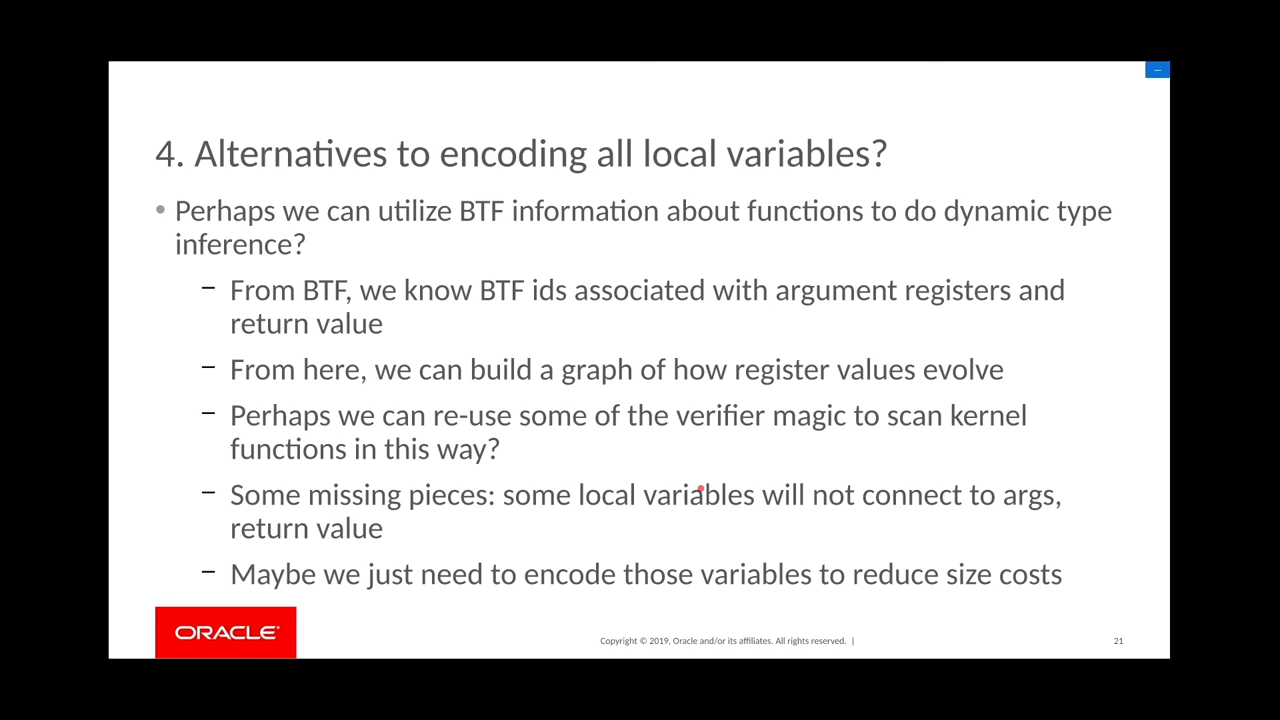 4. Alternatives to encoding all local variables?
• Perhaps we can utilize BTF information about functions to do dynamic type
inference?
– From BTF, we know BTF ids associated with argument registers and
return value
– From here, we can build a graph of how register values evolve
– Perhaps we can re-use some of the verifier magic to scan kernel
functions in this way?
– Some missing pieces: some local variables will not connect to args,
return value
– Maybe we just need to encode those variables to reduce size costs
ORACLE®
Copyright © 2019, Oracle and/or its affiliates. All rights reserved. |
21